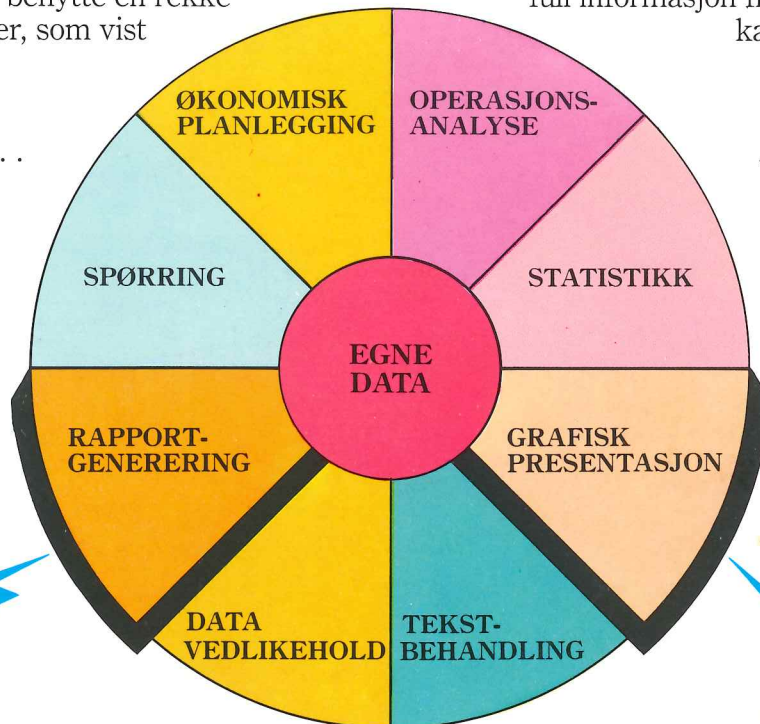 benytte en rekke
er, som vist
. .
full informasjon
ka
ØKONOMISK
PLANLEGGING
OPERASJONS-
ANALYSE
SPØRRING
STATISTIKK
EGNE
DATA
RAPPORT-
GENERERING
GRAFISK
PRESENTASJON
DATA
VEDLIKEHOLD
TEKST-
BEHANDLING